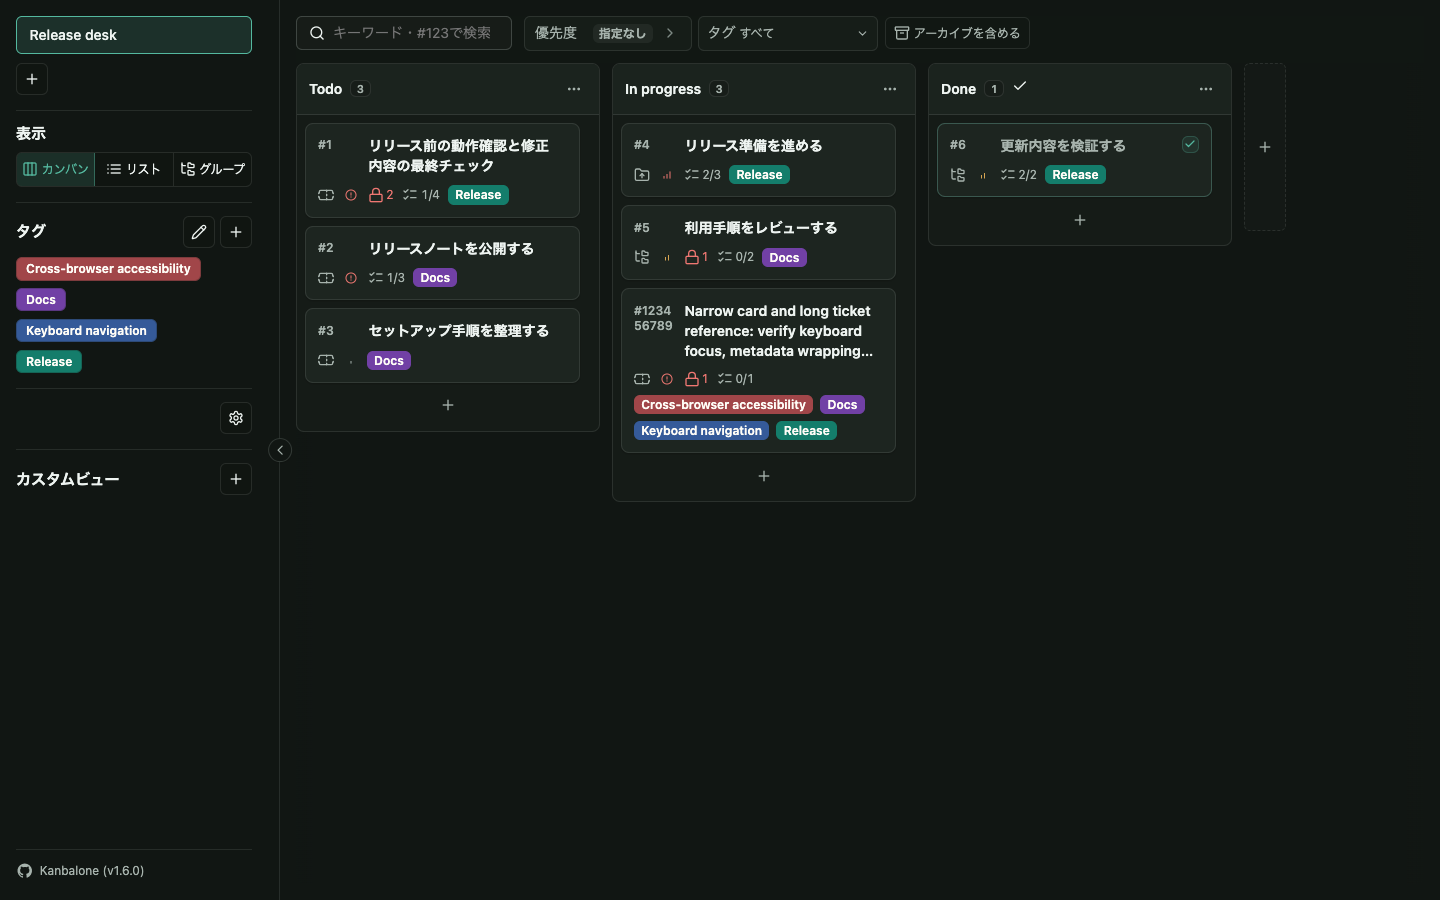 Release desk
表示
カンバン
リスト
グループ
タグ
Cross-browser accessibility
Docs
Keyboard navigation
Release
カスタムビュー
Kanbalone (v1.6.0)
キーワード・#123で検索
優先度 指定なし
タグ すべて
アーカイブを含める
Todo 3
#1 リリース前の動作確認と修正
内容の最終チェック
2 1/4 Release
#2 リリースノートを公開する
1/3 Docs
#3 セットアップ手順を整理する
Docs
In progress 3
#4 リリース準備を進める
2/3 Release
#5 利用手順をレビューする
1 0/2 Docs
#1234
56789
Narrow card and long ticket
reference: verify keyboard
focus, metadata wrapping...
1 0/1
Cross-browser accessibility Docs
Keyboard navigation Release
Done 1
#6 更新内容を検証する
2/2 Release